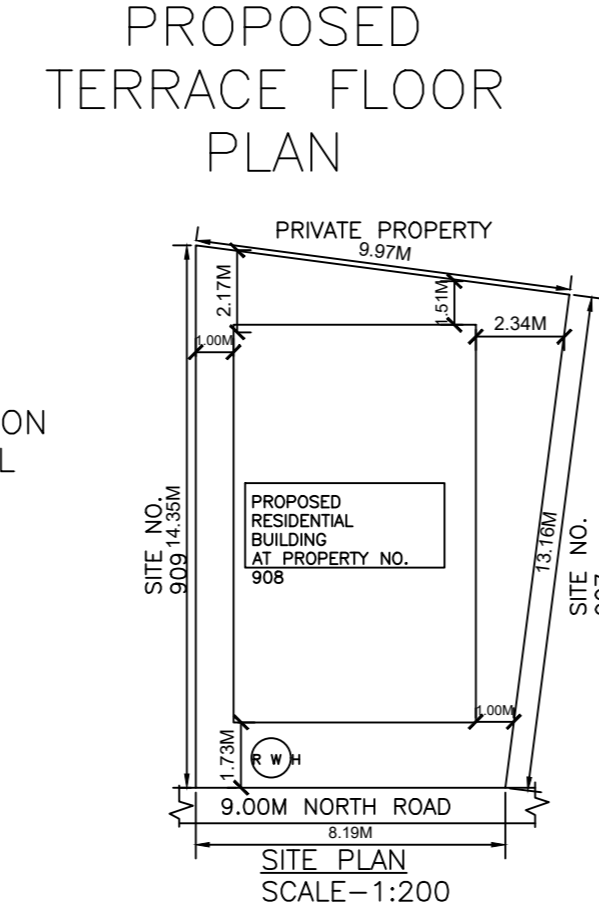 PROPOSED
TERRACE FLOOR
PLAN
PRIVATE PROPERTY
9.97M
2.17M
1.51M
2.34M
1.00M
ON
SITE NO.
909
14.35M
PROPOSED
RESIDENTIAL
BUILDING
AT PROPERTY NO.
908
13.16M
SITE NO.
1.00M
1.73M
R W H
9.00M NORTH ROAD
8.19M
SITE PLAN
SCALE-1:200